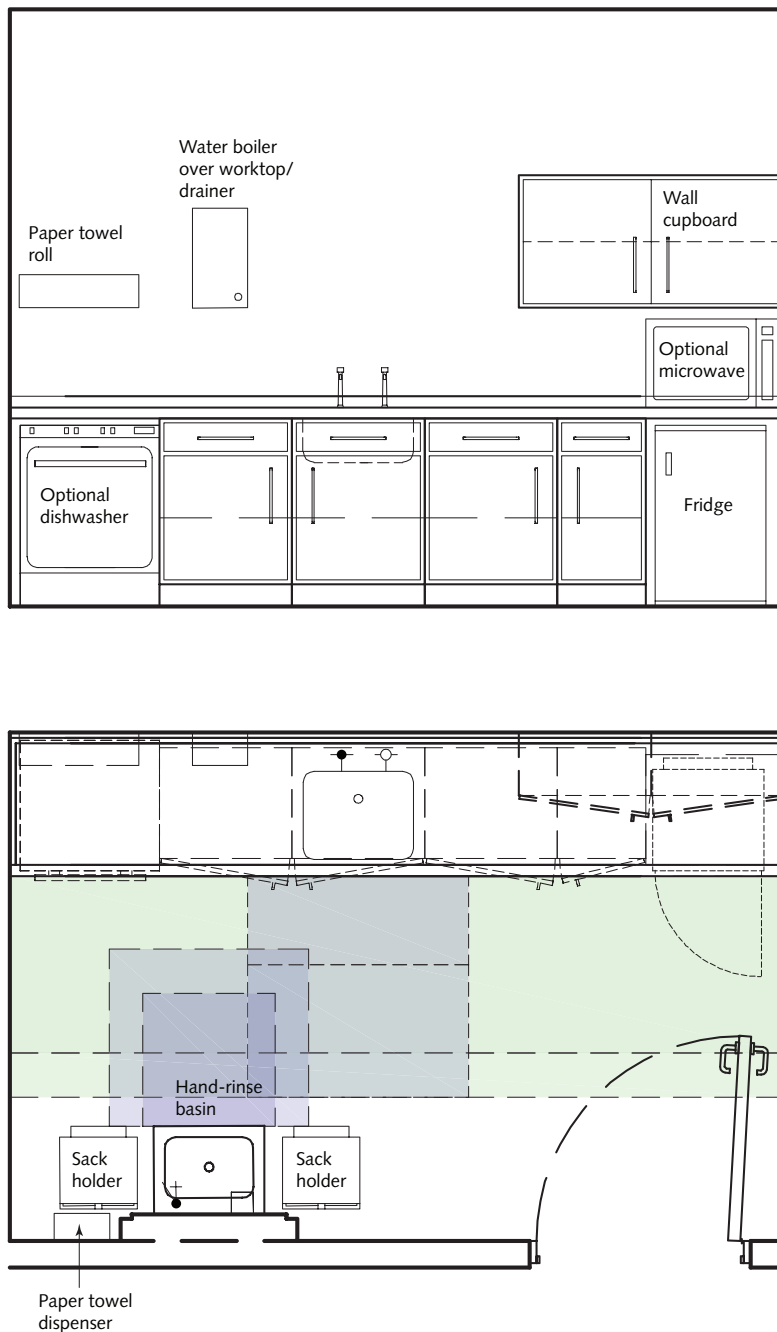 Water boiler
over worktop/
drainer
Wall
cupboard
Paper towel
roll
Optional
microwave
Optional
dishwasher
Fridge
Hand-rinse
basin
Sack
holder
Sack
holder
Paper towel
dispenser